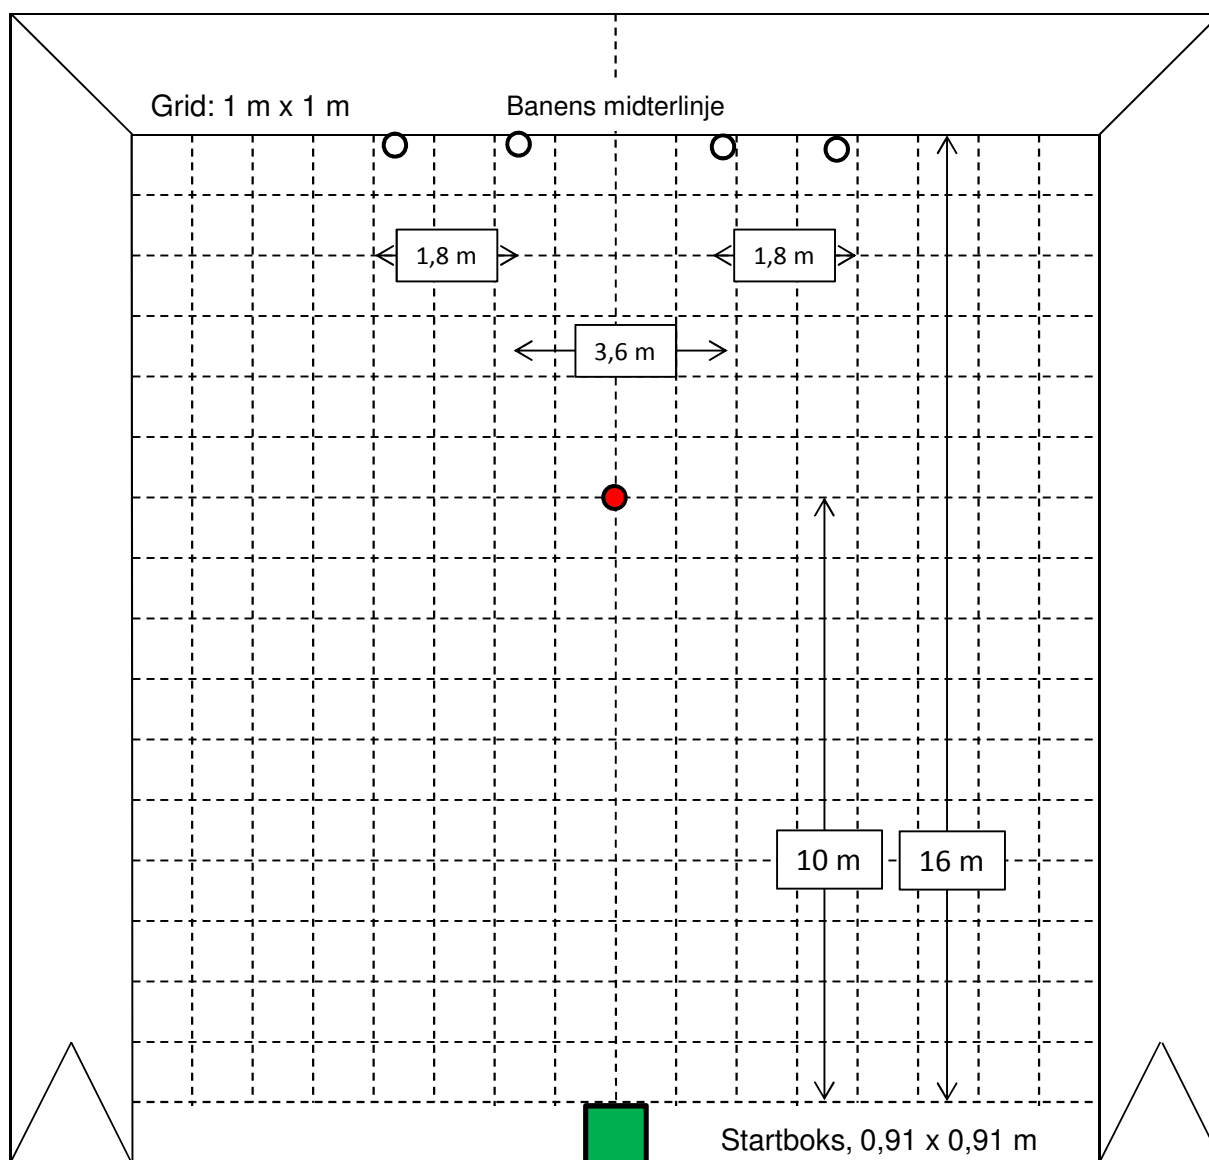 Grid: 1 m x 1 m
Banens midterlinje
1,8 m
1,8 m
3,6 m
10 m
16 m
Startboks, 0,91 x 0,91 m